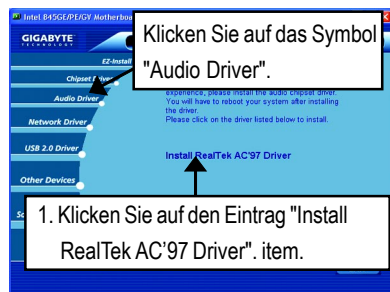 Intel 845GE/PE/GV Motherboa
GIGABYTE
TECHNOLOGY
Klicken Sie auf das Symbol
"Audio Driver".
EZ-Install
Chipset Driver
Audio Driver
Network Driver
USB 2.0 Driver
Other Devices
experience, please install the audio chipset driver.
You will have to reboot your system after installing
the driver.
Please click on the driver listed below to install.
Install RealTek AC'97 Driver
1. Klicken Sie auf den Eintrag "Install
RealTek AC'97 Driver". item.